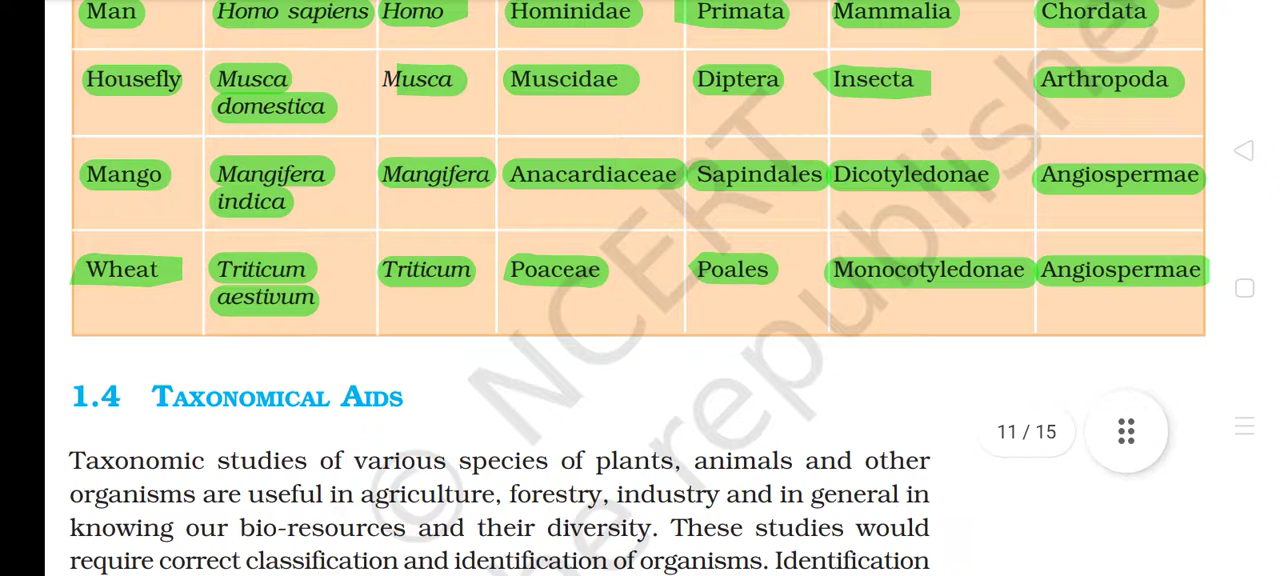 Man Homo sapiens Homo Hominidae Primata Mammalia Chordata
Housefly Musca domestica Musca Muscidae Diptera Insecta Arthropoda
Mango Mangifera indica Mangifera Anacardiaceae Sapindales Dicotyledonae Angiospermae
Wheat Triticum aestivum Triticum Poaceae Poales Monocotyledonae Angiospermae
1.4 TAXONOMICAL AIDS
11 / 15
Taxonomic studies of various species of plants, animals and other
organisms are useful in agriculture, forestry, industry and in general in
knowing our bio-resources and their diversity. These studies would
require correct classification and identification of organisms. Identification
© NCERT
be republished